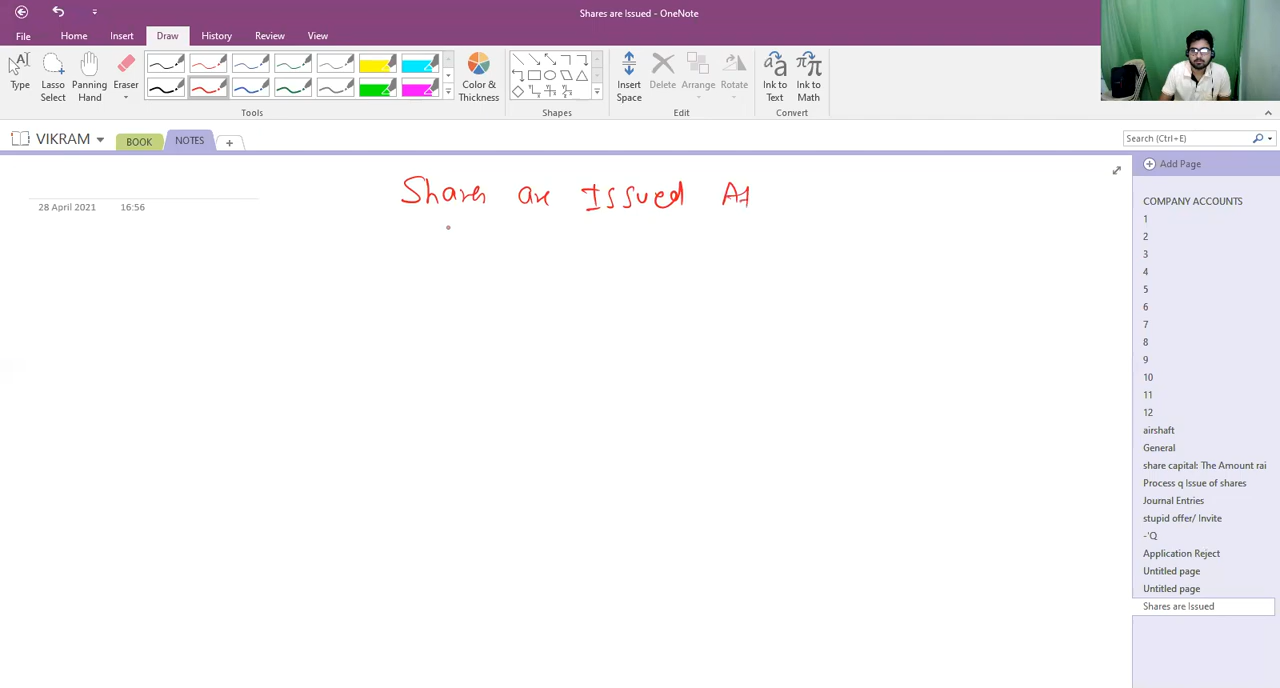 Shares are Issued - OneNote
File Home Insert Draw History Review View
Type
Lasso Select
Panning Hand
Eraser
Color & Thickness
Insert Space
Delete
Arrange
Rotate
Ink to Text
Ink to Math
Tools
Shapes
Edit
Convert
VIKRAM
BOOK
NOTES
Search (Ctrl+E)
Add Page
Shares are Issued At
28 April 2021 16:56
COMPANY ACCOUNTS
1
2
3
4
5
6
7
8
9
10
11
12
airshaft
General
share capital: The Amount rai
Process q Issue of shares
Journal Entries
stupid offer/ Invite
-'Q
Application Reject
Untitled page
Untitled page
Shares are Issued